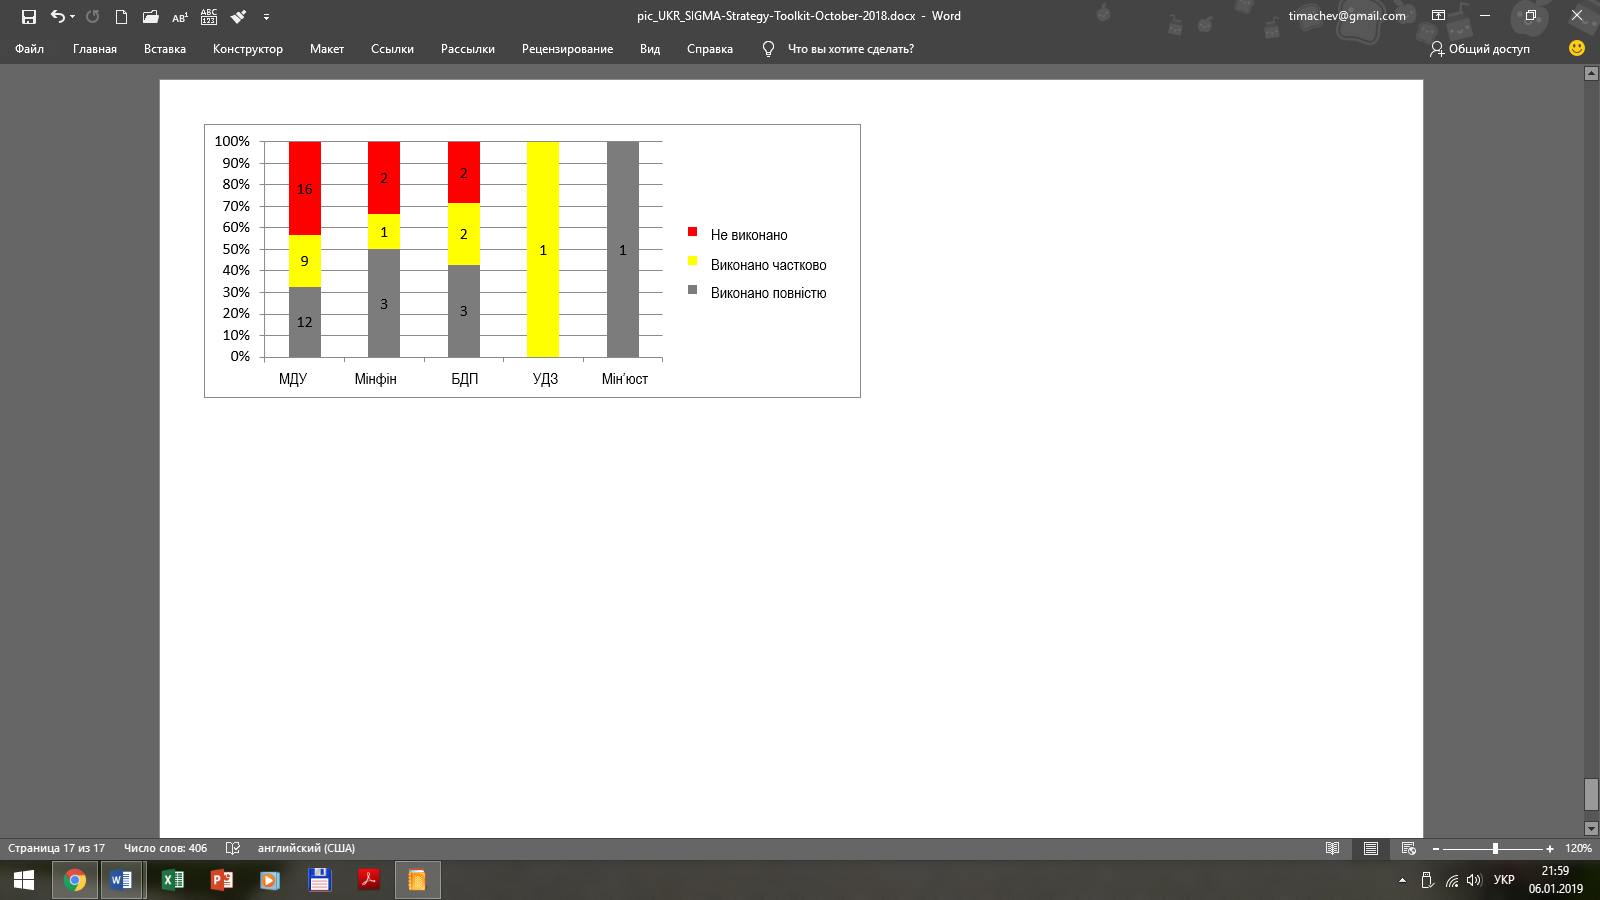 pic_UKR_SIGMA-Strategy-Toolkit-October-2018.docx - Word
timachev@gmail.com
Файл Главная Вставка Конструктор Макет Ссылки Рассылки Рецензирование Вид Справка Что вы хотите сделать? Общий доступ
100%
90%
80%
70%
60%
50%
40%
30%
20%
10%
0%
16 2 2
9 1 2 1 1
12 3 3
МДУ Мінфін БДП УДЗ Мін’юст
Не виконано
Виконано частково
Виконано повністю
Страница 17 из 17 Число слов: 406 английский (США) 120%
УКР
21:59
06.01.2019